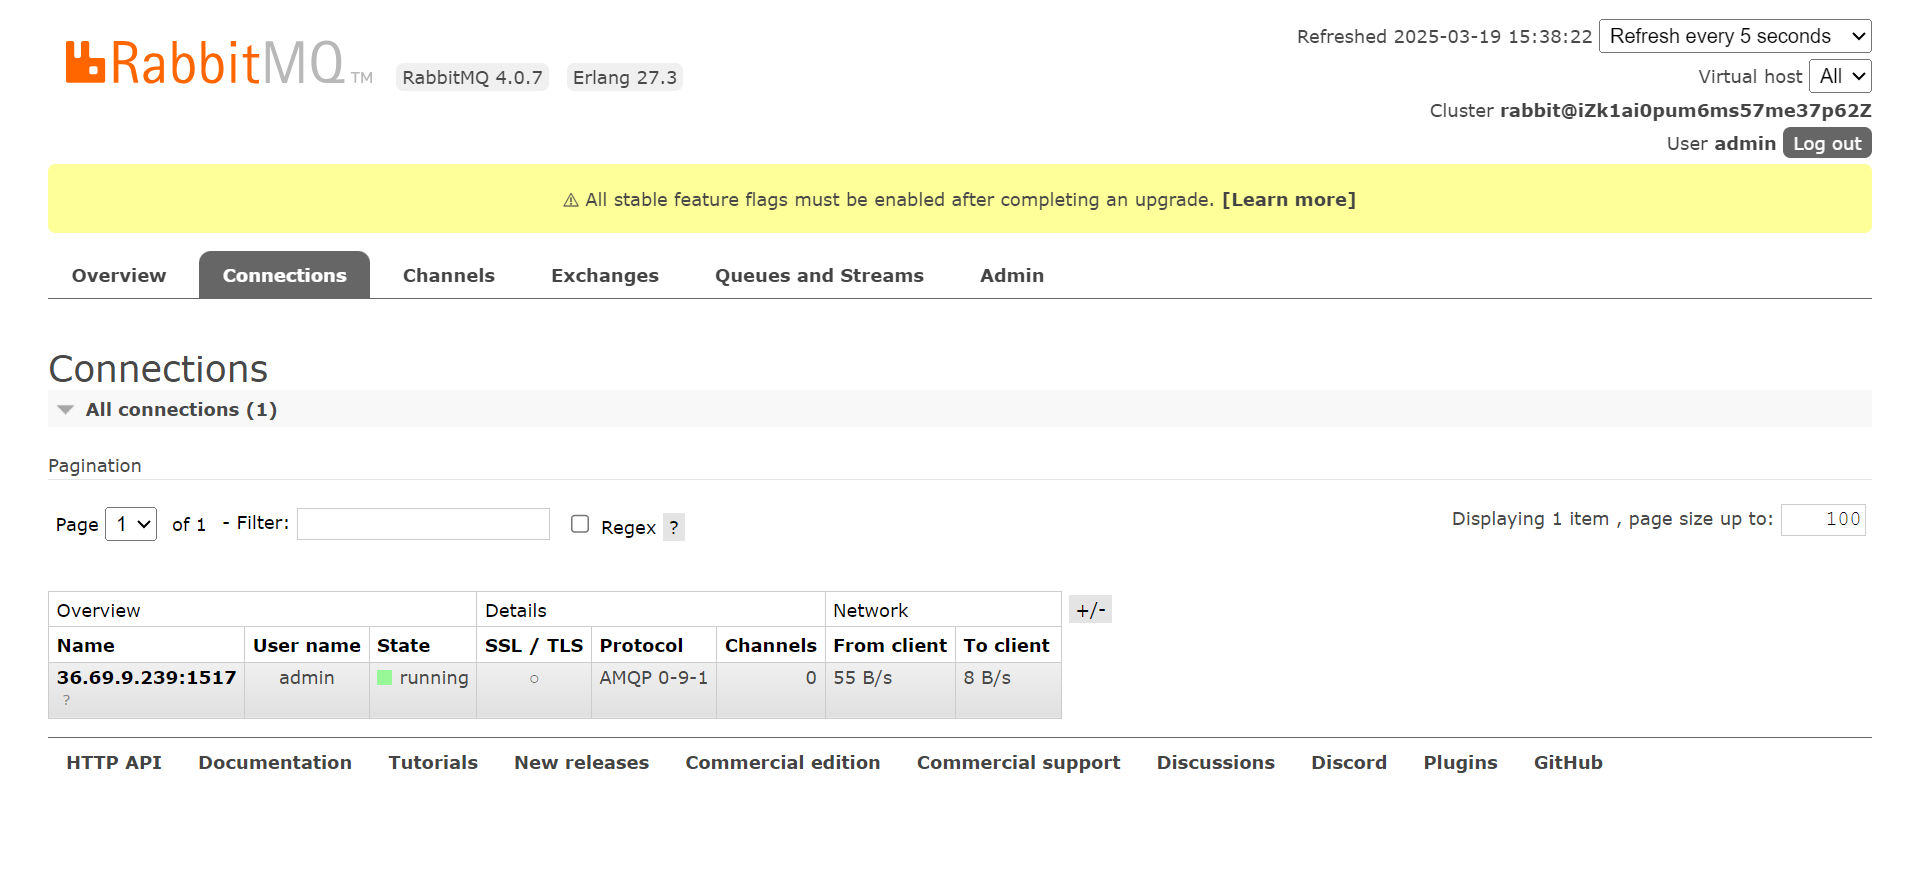 RabbitMQ TM RabbitMQ 4.0.7 Erlang 27.3
Refreshed 2025-03-19 15:38:22 Refresh every 5 seconds
Virtual host All
Cluster rabbit@iZk1ai0pum6ms57me37p62Z
User admin Log out
⚠ All stable feature flags must be enabled after completing an upgrade. [Learn more]
Overview Connections Channels Exchanges Queues and Streams Admin
Connections
All connections (1)
Pagination
Page 1 of 1 - Filter: Regex ? Displaying 1 item , page size up to: 100
Overview Details Network +/-
Name User name State SSL / TLS Protocol Channels From client To client
36.69.9.239:1517 admin running ○ AMQP 0-9-1 0 55 B/s 8 B/s
?
HTTP API Documentation Tutorials New releases Commercial edition Commercial support Discussions Discord Plugins GitHub